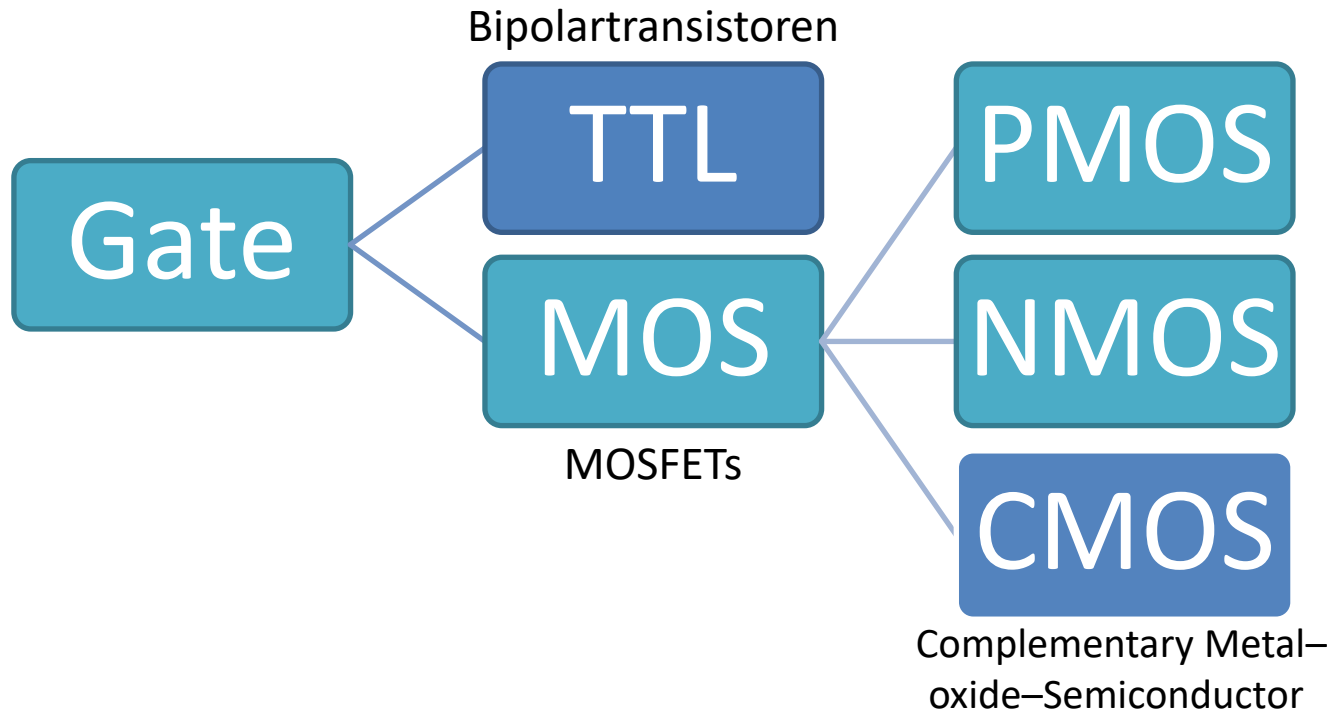 Bipolartransistoren
TTL
PMOS
Gate
MOS
NMOS
MOSFETs
CMOS
Complementary Metal–
oxide–Semiconductor